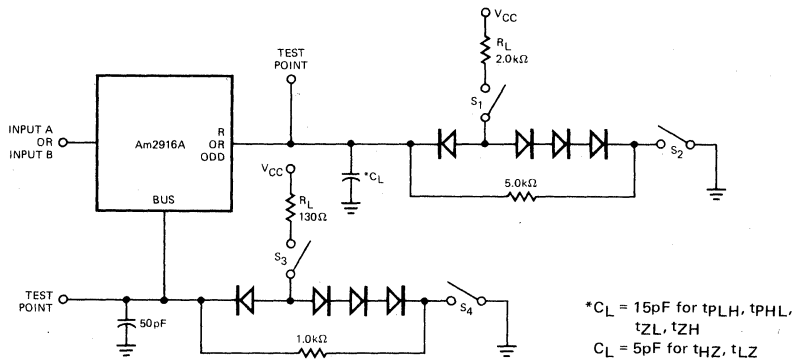 VCC
RL
2.0kΩ
S1
TEST
POINT
INPUT A
OR
INPUT B
Am2916A
R
OR
ODD
BUS
*CL
S2
5.0kΩ
VCC
RL
130Ω
S3
TEST
POINT
50pF
S4
1.0kΩ
*CL = 15pF for tPLH, tPHL,
tZL, tZH
CL = 5pF for tHZ, tLZ